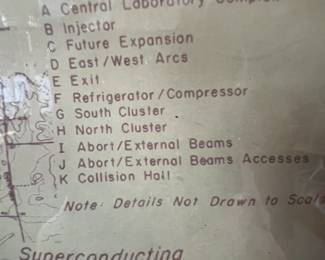 A Central Laboratory
B Injector
C Future Expansion
D East/West Arcs
E Exit
F Refrigerator/Compressor
G South Cluster
H North Cluster
I Abort/External Beams
J Abort/External Beams Accesses
K Collision Hall
Note: Details Not Drawn to
Superconducting